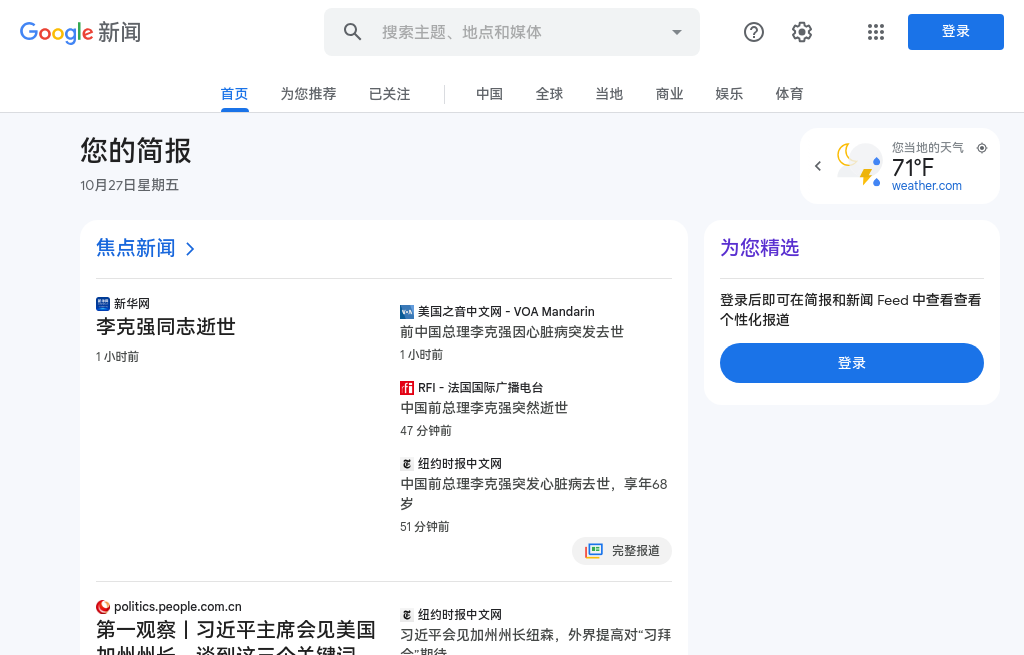 Google 新闻
搜索主题、地点和媒体
登录
首页
为您推荐
已关注
中国
全球
当地
商业
娱乐
体育
您的简报
10月27日星期五
您当地的天气
71°F
weather.com
焦点新闻
新华网
李克强同志逝世
1 小时前
美国之音中文网 - VOA Mandarin
前中国总理李克强因心脏病突发去世
1 小时前
RFI - 法国国际广播电台
中国前总理李克强突然逝世
47 分钟前
纽约时报中文网
中国前总理李克强突发心脏病去世，享年68
岁
51 分钟前
完整报道
为您精选
登录后即可在简报和新闻 Feed 中查看查看
个性化报道
登录
politics.people.com.cn
第一观察丨习近平主席会见美国
加州州长，谈到这三个关键词
纽约时报中文网
习近平会见加州州长纽森，外界提高对“习拜
会”期待